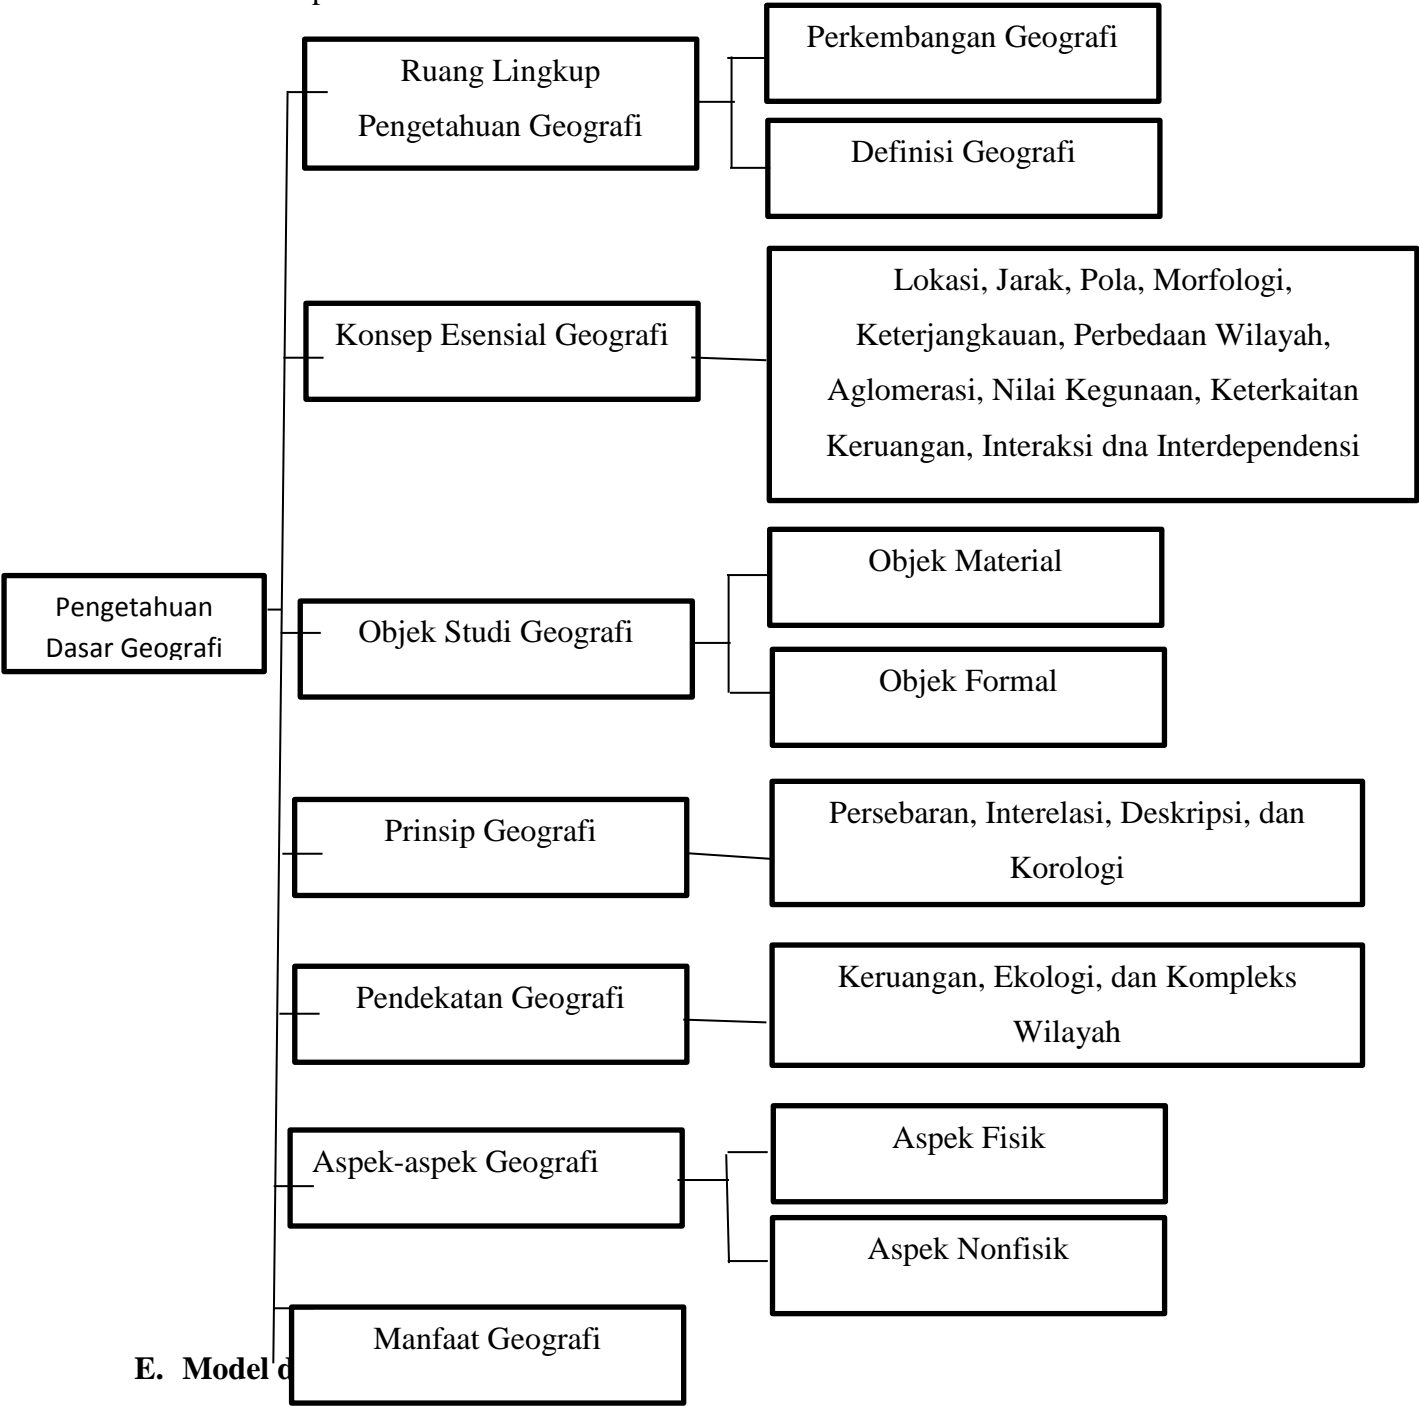 Perkembangan Geografi
Ruang Lingkup
Pengetahuan Geografi
Definisi Geografi
Konsep Esensial Geografi
Lokasi, Jarak, Pola, Morfologi,
Keterjangkauan, Perbedaan Wilayah,
Aglomerasi, Nilai Kegunaan, Keterkaitan
Keruangan, Interaksi dna Interdependensi
Pengetahuan
Dasar Geografi
Objek Studi Geografi
Objek Material
Objek Formal
Prinsip Geografi
Persebaran, Interelasi, Deskripsi, dan
Korologi
Pendekatan Geografi
Keruangan, Ekologi, dan Kompleks
Wilayah
Aspek-aspek Geografi
Aspek Fisik
Aspek Nonfisik
Manfaat Geografi
E. Model d